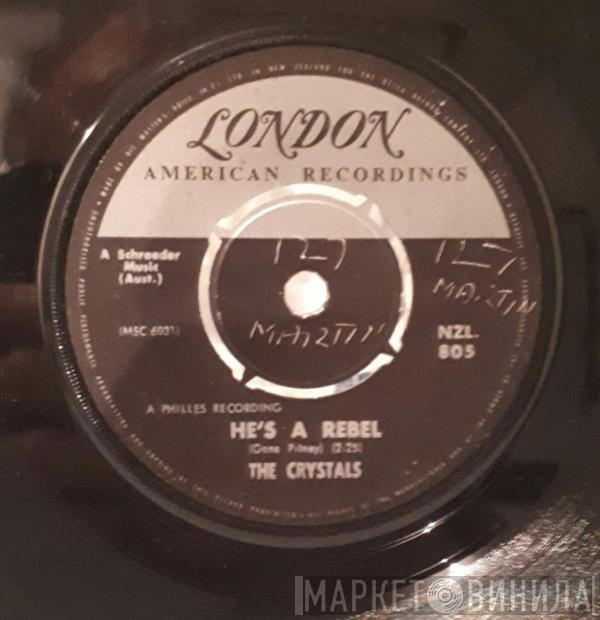 LONDON
AMERICAN RECORDINGS
A Schroeder
Music
(Aust.)
127
127
MARTIN
MARTIN
(MSC 6031)
NZL.
805
A PHILLES RECORDING
HE'S A REBEL
(Gene Pitney) (2-25)
THE CRYSTALS
МАРКЕТ ВИНИЛА